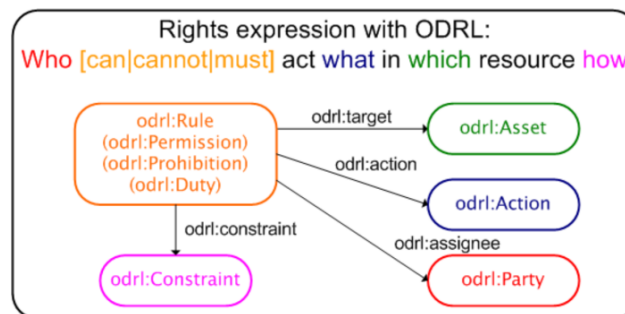 Rights expression with ODRL:
Who [can|cannot|must] act what in which resource how
odrl:Rule
(odrl:Permission)
(odrl:Prohibition)
(odrl:Duty)
odrl:target
odrl:Asset
odrl:action
odrl:Action
odrl:constraint
odrl:assignee
odrl:Constraint
odrl:Party